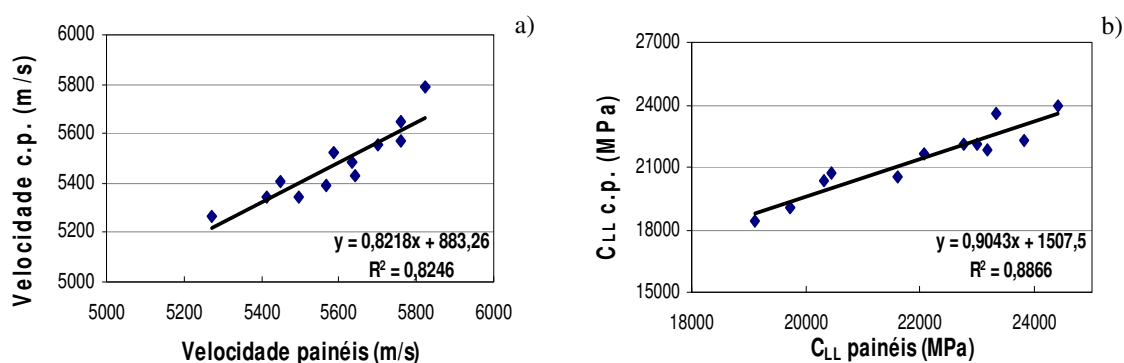 a)
6000
5800
5600
5400
5200
5000
Velocidade c.p. (m/s)
y = 0,8218x + 883,26
R² = 0,8246
5000 5200 5400 5600 5800 6000
Velocidade painéis (m/s)
b)
27000
24000
21000
18000
15000
CLL c.p. (MPa)
y = 0,9043x + 1507,5
R² = 0,8866
18000 20000 22000 24000
CLL painéis (MPa)